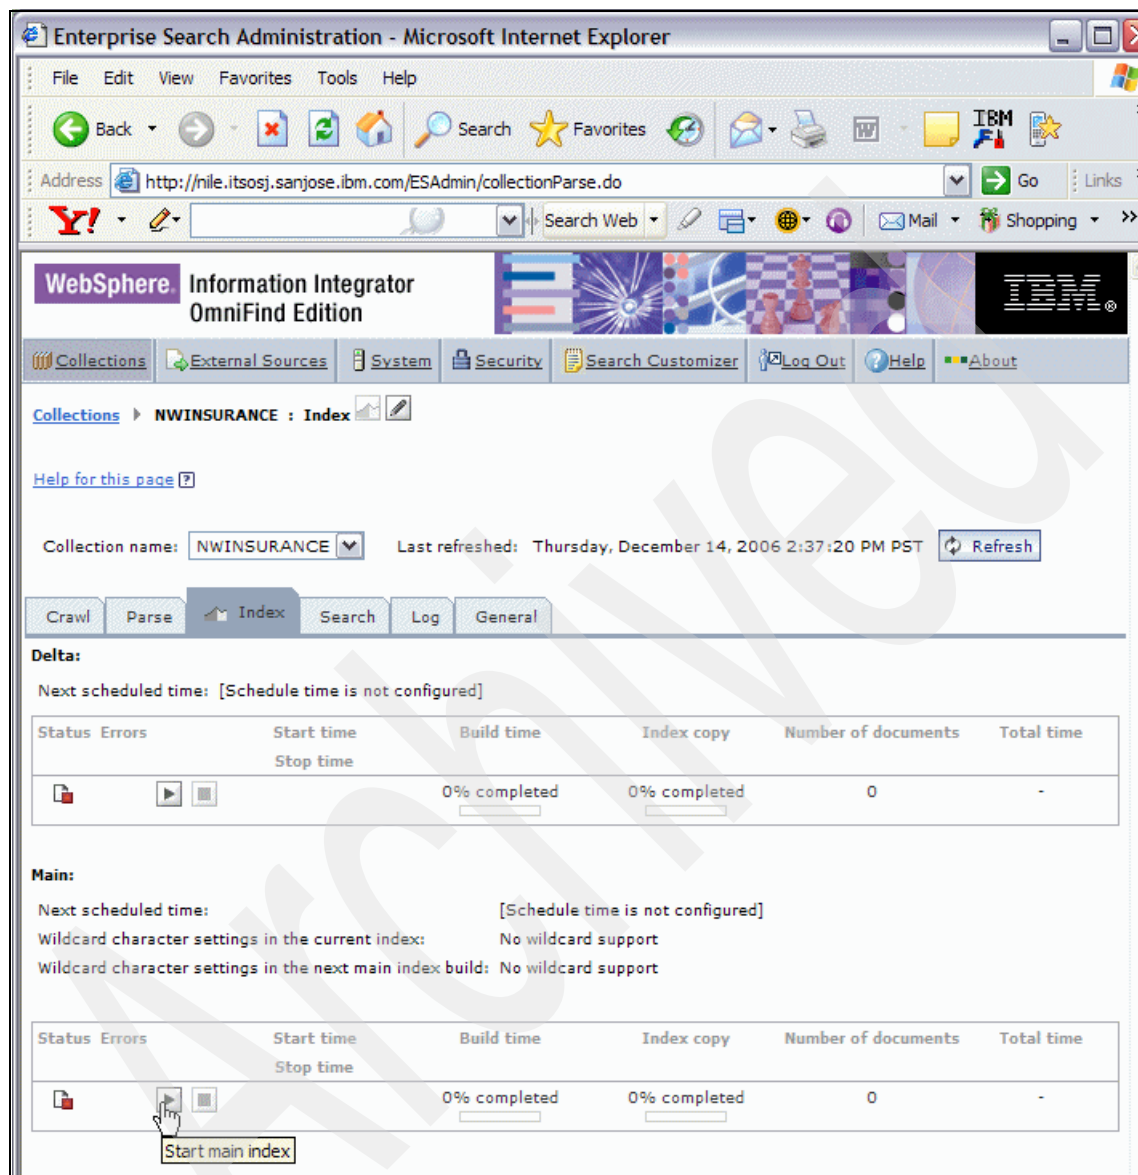 Enterprise Search Administration - Microsoft Internet Explorer
File Edit View Favorites Tools Help
Back Search Favorites IBM
Address http://nile.itsosj.sanjose.ibm.com/ESAdmin/collectionParse.do Go Links
Y! Search Web Mail Shopping »
WebSphere. Information Integrator
OmniFind Edition
IBM®
Collections External Sources System Security Search Customizer Log Out Help About
Collections NWINSURANCE : Index
Help for this page ?
Collection name: NWINSURANCE Last refreshed: Thursday, December 14, 2006 2:37:20 PM PST Refresh
Crawl Parse Index Search Log General
Delta:
Next scheduled time: [Schedule time is not configured]
Status Errors Start time Build time Index copy Number of documents Total time
Stop time
0% completed 0% completed 0 -
Main:
Next scheduled time: [Schedule time is not configured]
Wildcard character settings in the current index: No wildcard support
Wildcard character settings in the next main index build: No wildcard support
Status Errors Start time Build time Index copy Number of documents Total time
Stop time
0% completed 0% completed 0 -
Start main index
Archived